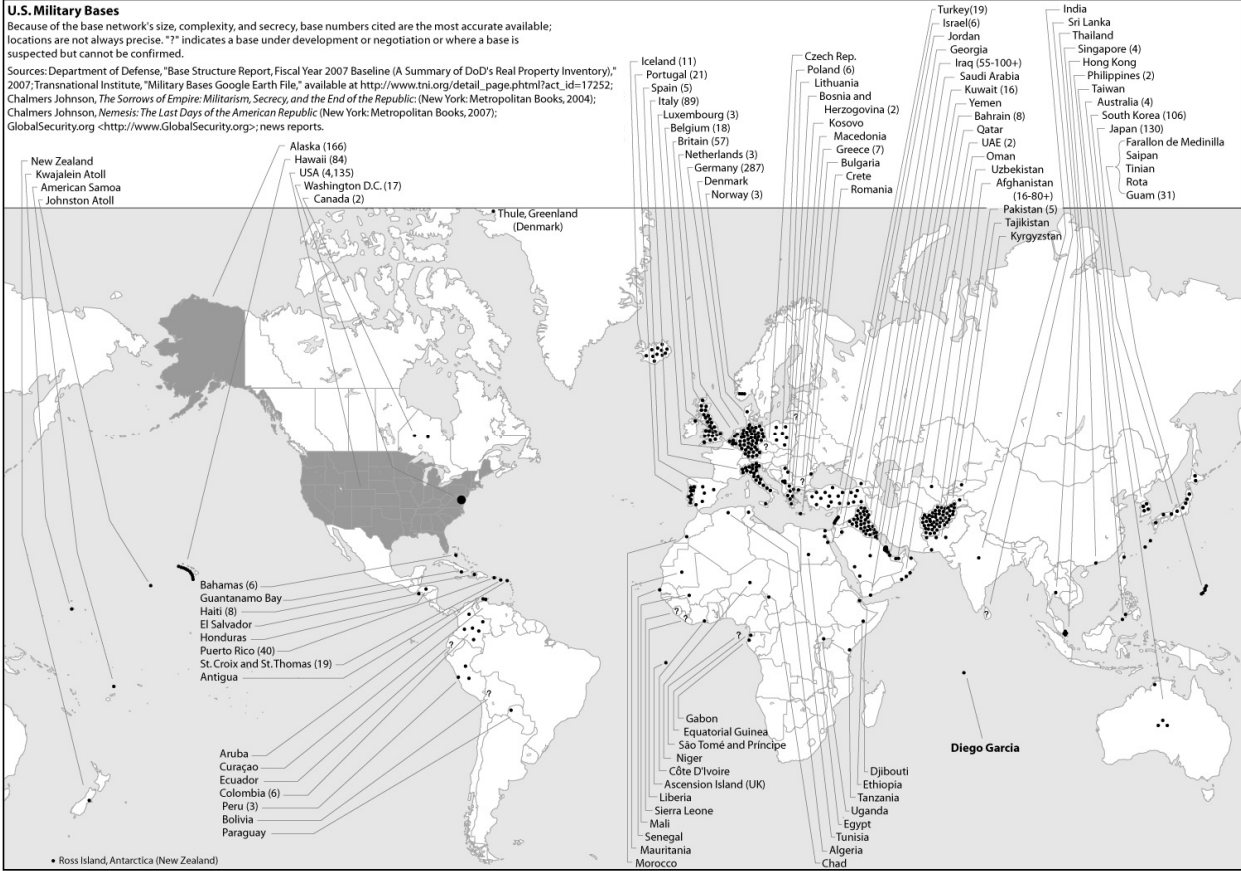 U.S. Military Bases
Because of the base network's size, complexity, and secrecy, base numbers cited are the most accurate available;
locations are not always precise. "?" indicates a base under development or negotiation or where a base is
suspected but cannot be confirmed.
Sources: Department of Defense, "Base Structure Report, Fiscal Year 2007 Baseline (A Summary of DoD's Real Property Inventory),"
2007; Transnational Institute, "Military Bases Google Earth File," available at http://www.tni.org/detail_page.phtml?act_id=17252;
Chalmers Johnson, The Sorrows of Empire: Militarism, Secrecy, and the End of the Republic: (New York: Metropolitan Books, 2004);
Chalmers Johnson, Nemesis: The Last Days of the American Republic (New York: Metropolitan Books, 2007);
GlobalSecurity.org <http://www.GlobalSecurity.org>; news reports.
New Zealand
Kwajalein Atoll
American Samoa
Johnston Atoll
Alaska (166)
Hawaii (84)
USA (4,135)
Washington D.C. (17)
Canada (2)
Thule, Greenland
(Denmark)
Iceland (11)
Portugal (21)
Spain (5)
Italy (89)
Luxembourg (3)
Belgium (18)
Britain (57)
Netherlands (3)
Germany (287)
Denmark
Norway (3)
Czech Rep.
Poland (6)
Lithuania
Bosnia and
Herzogovina (2)
Kosovo
Macedonia
Greece (7)
Bulgaria
Crete
Romania
Turkey (19)
Israel (6)
Jordan
Georgia
Iraq (55-100+)
Saudi Arabia
Kuwait (16)
Yemen
Bahrain (8)
Qatar
UAE (2)
Oman
Uzbekistan
Afghanistan
(16-80+)
Pakistan (5)
Tajikistan
Kyrgyzstan
India
Sri Lanka
Thailand
Singapore (4)
Hong Kong
Philippines (2)
Taiwan
Australia (4)
South Korea (106)
Japan (130)
Farallon de Medinilla
Saipan
Tinian
Rota
Guam (31)
?
?
?
?
?
?
?
?
?
Bahamas (6)
Guantanamo Bay
Haiti (8)
El Salvador
Honduras
Puerto Rico (40)
St. Croix and St. Thomas (19)
Antigua
Aruba
Curaçao
Ecuador
Colombia (6)
Peru (3)
Bolivia
Paraguay
Gabon
Equatorial Guinea
São Tomé and Príncipe
Niger
Côte D'Ivoire
Ascension Island (UK)
Liberia
Sierra Leone
Mali
Senegal
Mauritania
Morocco
Djibouti
Ethiopia
Tanzania
Uganda
Egypt
Tunisia
Algeria
Chad
Diego Garcia
Ross Island, Antarctica (New Zealand)